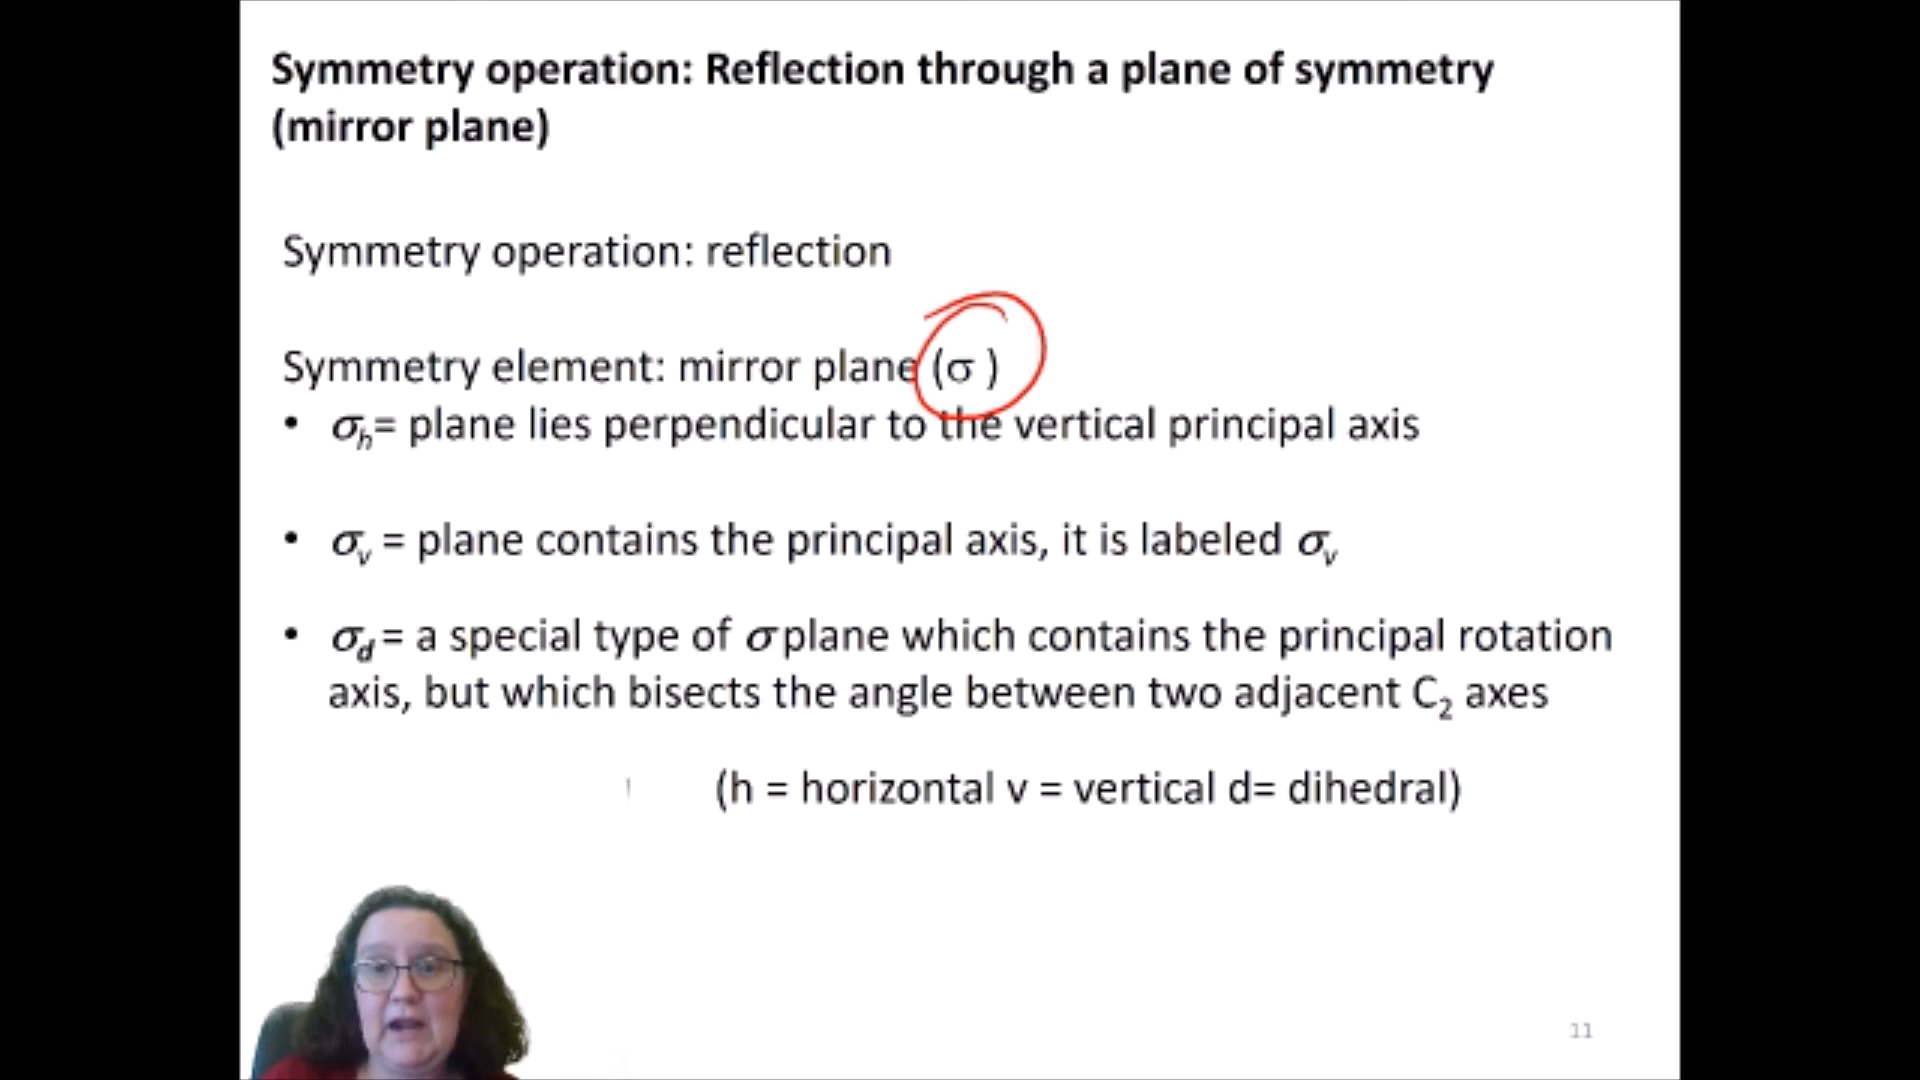 Symmetry operation: Reflection through a plane of symmetry
(mirror plane)
Symmetry operation: reflection
Symmetry element: mirror plane (σ )
• σh= plane lies perpendicular to the vertical principal axis
• σv = plane contains the principal axis, it is labeled σv
• σd= a special type of σ plane which contains the principal rotation
axis, but which bisects the angle between two adjacent C2 axes
(h = horizontal v = vertical d= dihedral)
11